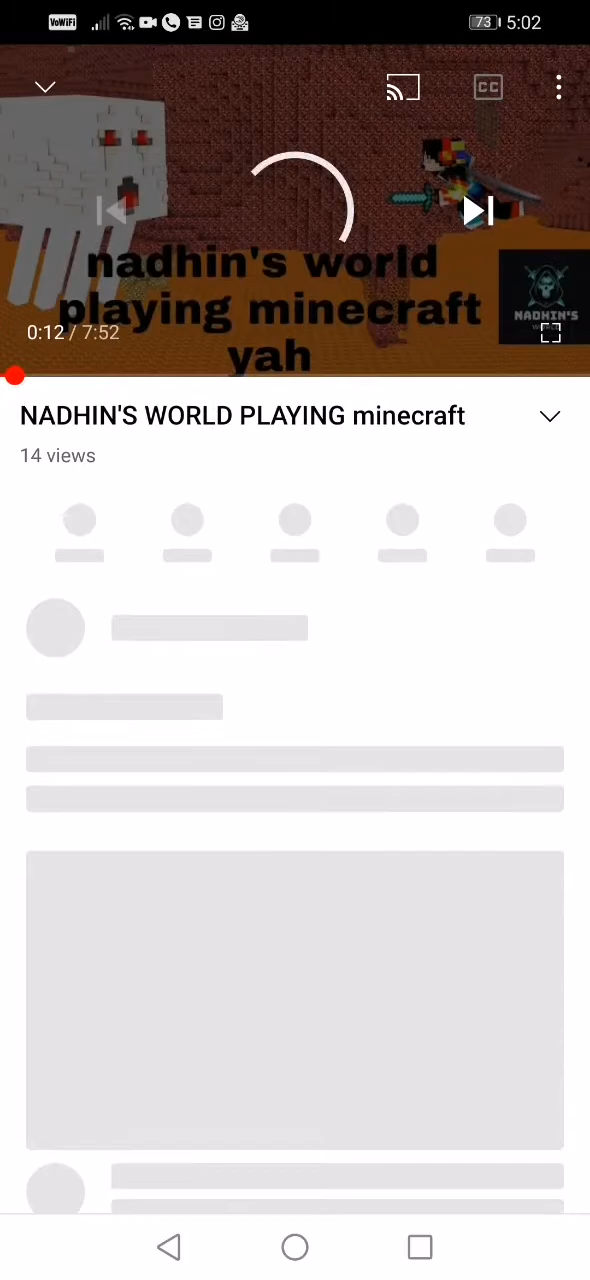 VoWiFi 73 5:02
CC
nadhin's world
playing minecraft
yah
NADHIN'S
0:12 / 7:52
NADHIN'S WORLD PLAYING minecraft
14 views